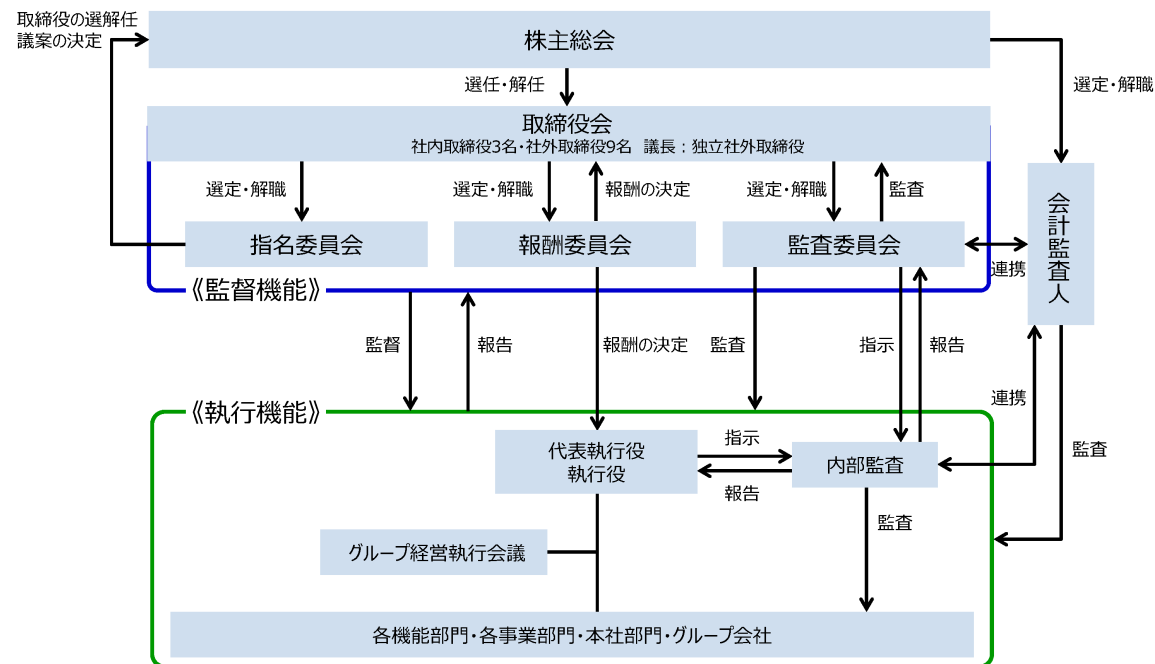 取締役の選解任
議案の決定
株主総会
選任・解任
選定・解職
取締役会
社内取締役3名・社外取締役9名 議長：独立社外取締役
選定・解職
選定・解職
報酬の決定
選定・解職
監査
指名委員会
報酬委員会
監査委員会
会計監査人
連携
《監督機能》
監督
報告
報酬の決定
監査
指示
報告
連携
監査
《執行機能》
代表執行役
執行役
指示
報告
内部監査
監査
グループ経営執行会議
各機能部門・各事業部門・本社部門・グループ会社